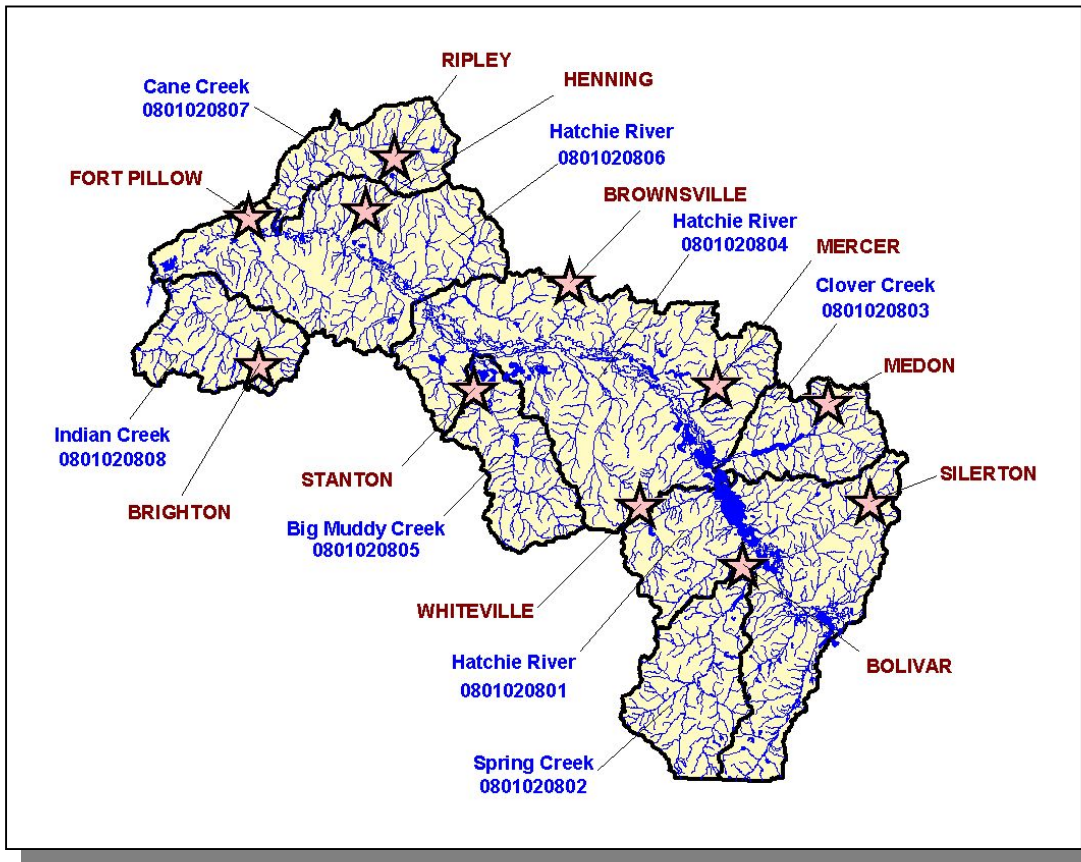 RIPLEY
Cane Creek
0801020807
HENNING
Hatchie River
0801020806
FORT PILLOW
BROWNSVILLE
Hatchie River
0801020804
MERCER
Clover Creek
0801020803
MEDON
Indian Creek
0801020808
STANTON
SILERTON
BRIGHTON
Big Muddy Creek
0801020805
WHITEVILLE
Hatchie River
0801020801
BOLIVAR
Spring Creek
0801020802